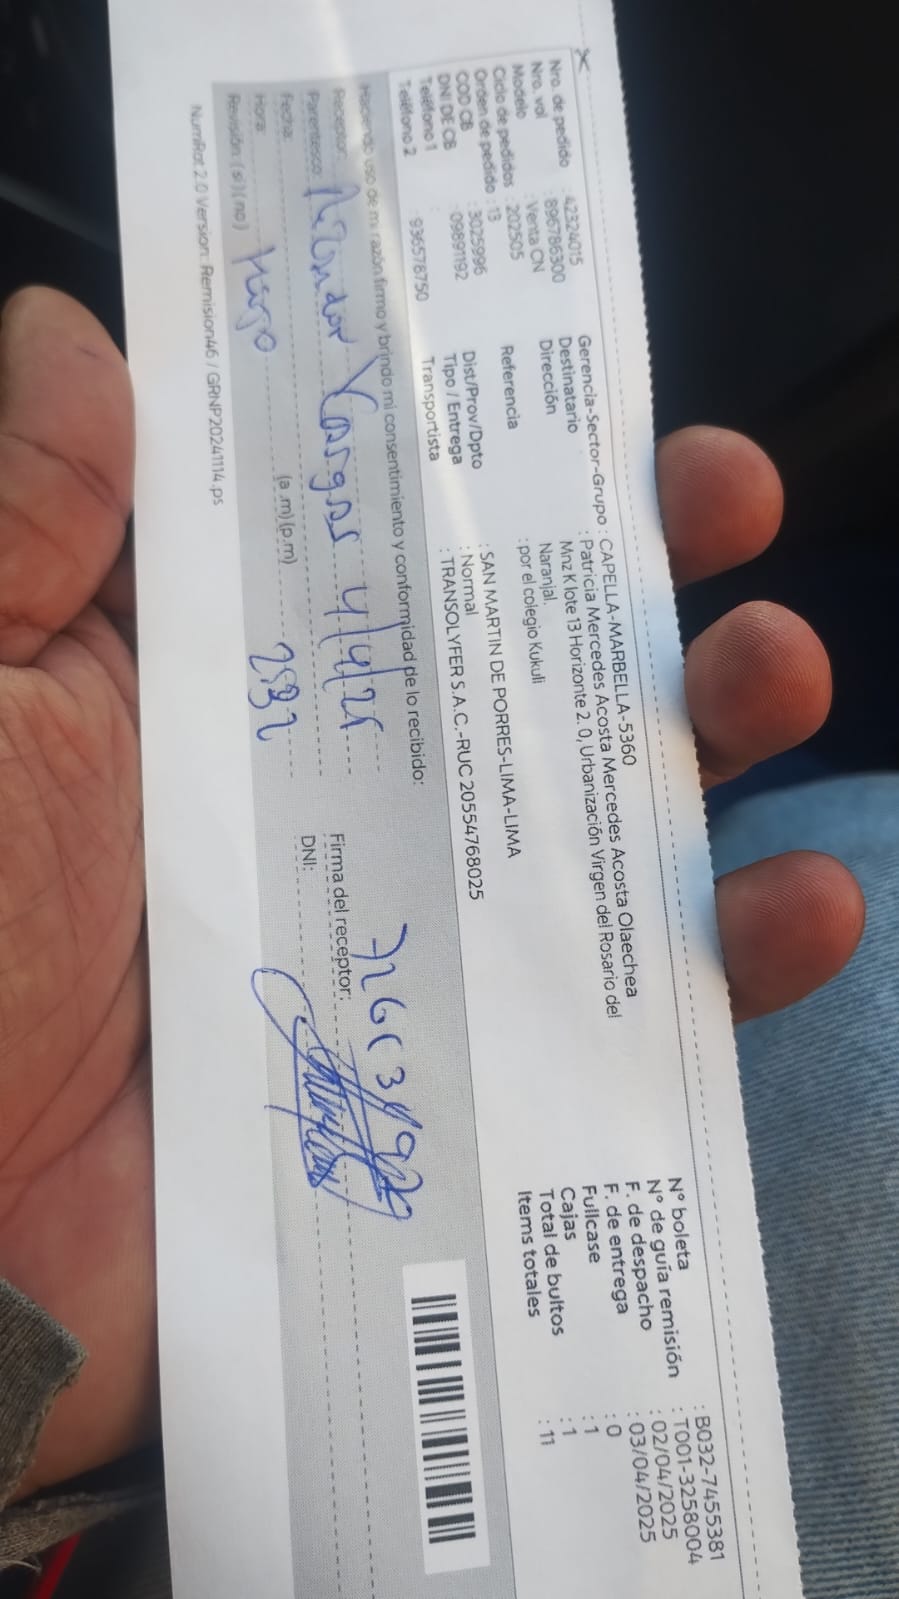 Nro. de pedido : 42324015
Nro. vol : 896786300
Modelo : Venta CN
Ciclo de pedidos : 202505
Orden de pedido : 13
COD CB : 3025996
DNI DE CB : 09891192
Teléfono 1 :
Teléfono 2 936578750
Gerencia-Sector-Grupo : CAPELLA-MARBELLA-5360
Destinatario : Patricia Mercedes Acosta Mercedes Acosta Olaechea
Dirección Mnz K lote 13 Horizonte 2. 0, Urbanización Virgen del Rosario del
Naranjal.
Referencia : por el colegio Kukuli
Dist/Prov/Dpto : SAN MARTIN DE PORRES-LIMA-LIMA
Tipo / Entrega : Normal
Transportista : TRANSOLYFER S.A.C.-RUC 20554768025
N° boleta : B032-7455381
N° de guía remisión : T001-3258004
F. de despacho : 02/04/2025
F. de entrega : 03/04/2025
Fullcase : 0
Cajas : 1
Total de bultos : 1
Items totales : 11
Haciendo uso de mi razón firmo y brindo mi consentimiento y conformidad de lo recibido:
Receptor: Vargas 4/4/25
Parentesco:
Fecha:
Hora: (a .m) (p.m)
Revisión ( si ) ( no )
Firma del receptor:
DNI:
NumRot 2.0 Version: Remision46 / GRNP20241114.ps